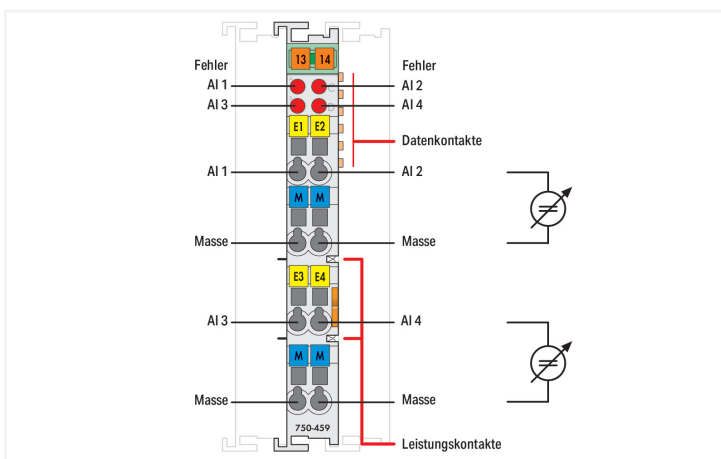 13 14
Fehler Fehler
AI 1 AI 2
C
AI 3 AI 4
D
E1 E2
Datenkontakte
AI 1 AI 2
M M
Masse Masse
E3 E4
AI 3 AI 4
M M
Masse Masse
750-459
Leistungskontakte